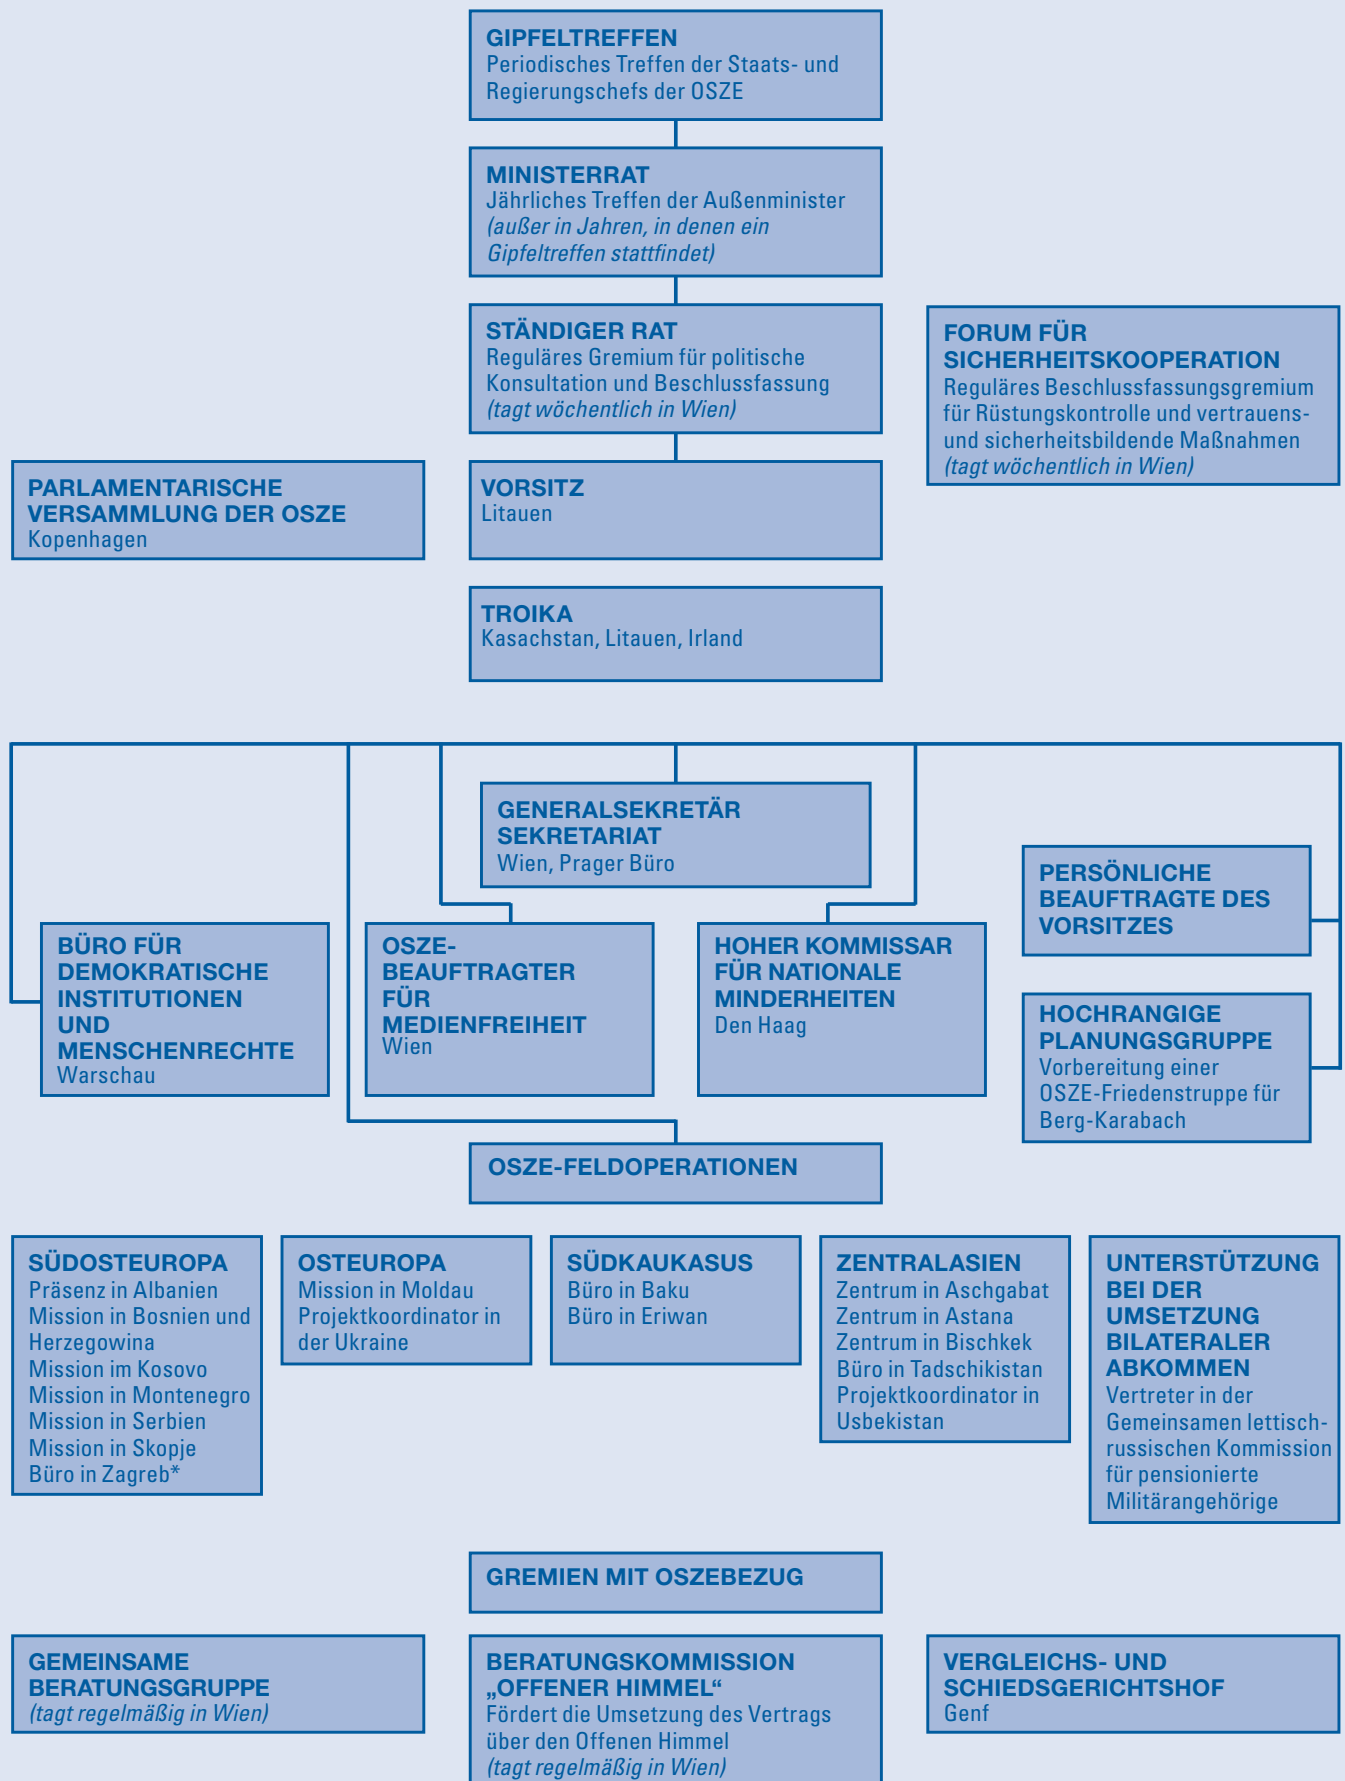 GIPFELTREFFEN
Periodisches Treffen der Staats- und
Regierungschefs der OSZE
MINISTERRAT
Jährliches Treffen der Außenminister
(außer in Jahren, in denen ein
Gipfeltreffen stattfindet)
STÄNDIGER RAT
Reguläres Gremium für politische
Konsultation und Beschlussfassung
(tagt wöchentlich in Wien)
FORUM FÜR
SICHERHEITSKOOPERATION
Reguläres Beschlussfassungsgremium
für Rüstungskontrolle und vertrauens-
und sicherheitsbildende Maßnahmen
(tagt wöchentlich in Wien)
PARLAMENTARISCHE
VERSAMMLUNG DER OSZE
Kopenhagen
VORSITZ
Litauen
TROIKA
Kasachstan, Litauen, Irland
GENERALSEKRETÄR
SEKRETARIAT
Wien, Prager Büro
PERSÖNLICHE
BEAUFTRAGTE DES
VORSITZES
BÜRO FÜR
DEMOKRATISCHE
INSTITUTIONEN
UND
MENSCHENRECHTE
Warschau
OSZE-
BEAUFTRAGTER
FÜR
MEDIENFREIHEIT
Wien
HOHER KOMMISSAR
FÜR NATIONALE
MINDERHEITEN
Den Haag
HOCHRANGIGE
PLANUNGSGRUPPE
Vorbereitung einer
OSZE-Friedenstruppe für
Berg-Karabach
OSZE-FELDOPERATIONEN
SÜDOSTEUROPA
Präsenz in Albanien
Mission in Bosnien und
Herzegowina
Mission im Kosovo
Mission in Montenegro
Mission in Serbien
Mission in Skopje
Büro in Zagreb*
OSTEUROPA
Mission in Moldau
Projektkoordinator in
der Ukraine
SÜDKAUKASUS
Büro in Baku
Büro in Eriwan
ZENTRALASIEN
Zentrum in Aschgabat
Zentrum in Astana
Zentrum in Bischkek
Büro in Tadschikistan
Projektkoordinator in
Usbekistan
UNTERSTÜTZUNG
BEI DER
UMSETZUNG
BILATERALER
ABKOMMEN
Vertreter in der
Gemeinsamen lettisch-
russischen Kommission
für pensionierte
Militärangehörige
GREMIEN MIT OSZEBEZUG
GEMEINSAME
BERATUNGSGRUPPE
(tagt regelmäßig in Wien)
BERATUNGSKOMMISSION
„OFFENER HIMMEL“
Fördert die Umsetzung des Vertrags
über den Offenen Himmel
(tagt regelmäßig in Wien)
VERGLEICHS- UND
SCHIEDSGERICHTSHOF
Genf